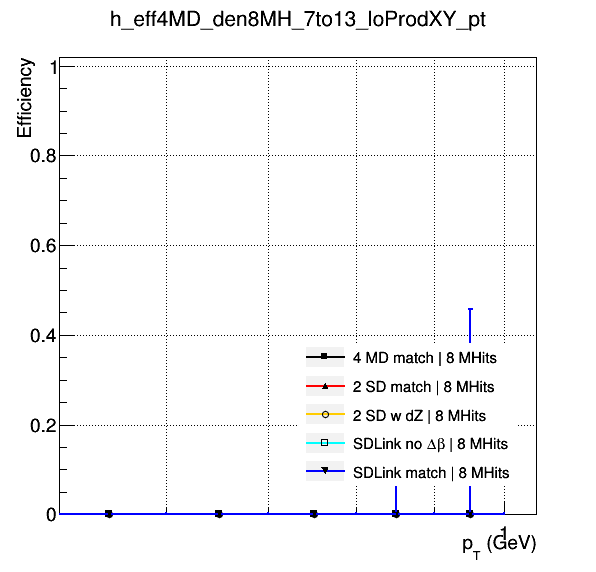 h_eff4MD_den8MH_7to13_loProdXY_pt
Efficiency
1
0.8
0.6
0.4
0.2
0
4 MD match | 8 MHits
2 SD match | 8 MHits
2 SD w dZ | 8 MHits
SDLink no Δβ | 8 MHits
SDLink match | 8 MHits
1
p_T (GeV)